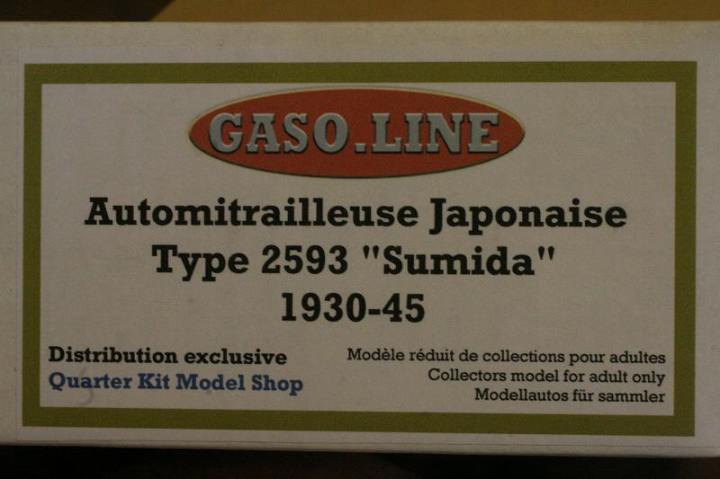 GASO.LINE
Automitrailleuse Japonaise
Type 2593 "Sumida"
1930-45
Distribution exclusive
Quarter Kit Model Shop
Modèle réduit de collections pour adultes
Collectors model for adult only
Modellautos für sammler